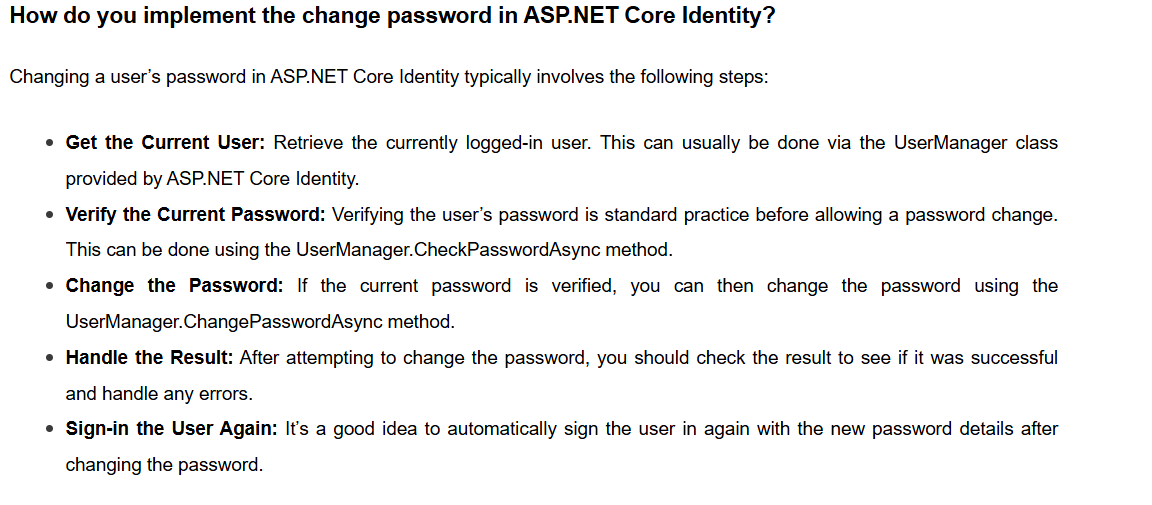 How do you implement the change password in ASP.NET Core Identity?
Changing a user’s password in ASP.NET Core Identity typically involves the following steps:
• Get the Current User: Retrieve the currently logged-in user. This can usually be done via the UserManager class
provided by ASP.NET Core Identity.
• Verify the Current Password: Verifying the user’s password is standard practice before allowing a password change.
This can be done using the UserManager.CheckPasswordAsync method.
• Change the Password: If the current password is verified, you can then change the password using the
UserManager.ChangePasswordAsync method.
• Handle the Result: After attempting to change the password, you should check the result to see if it was successful
and handle any errors.
• Sign-in the User Again: It’s a good idea to automatically sign the user in again with the new password details after
changing the password.